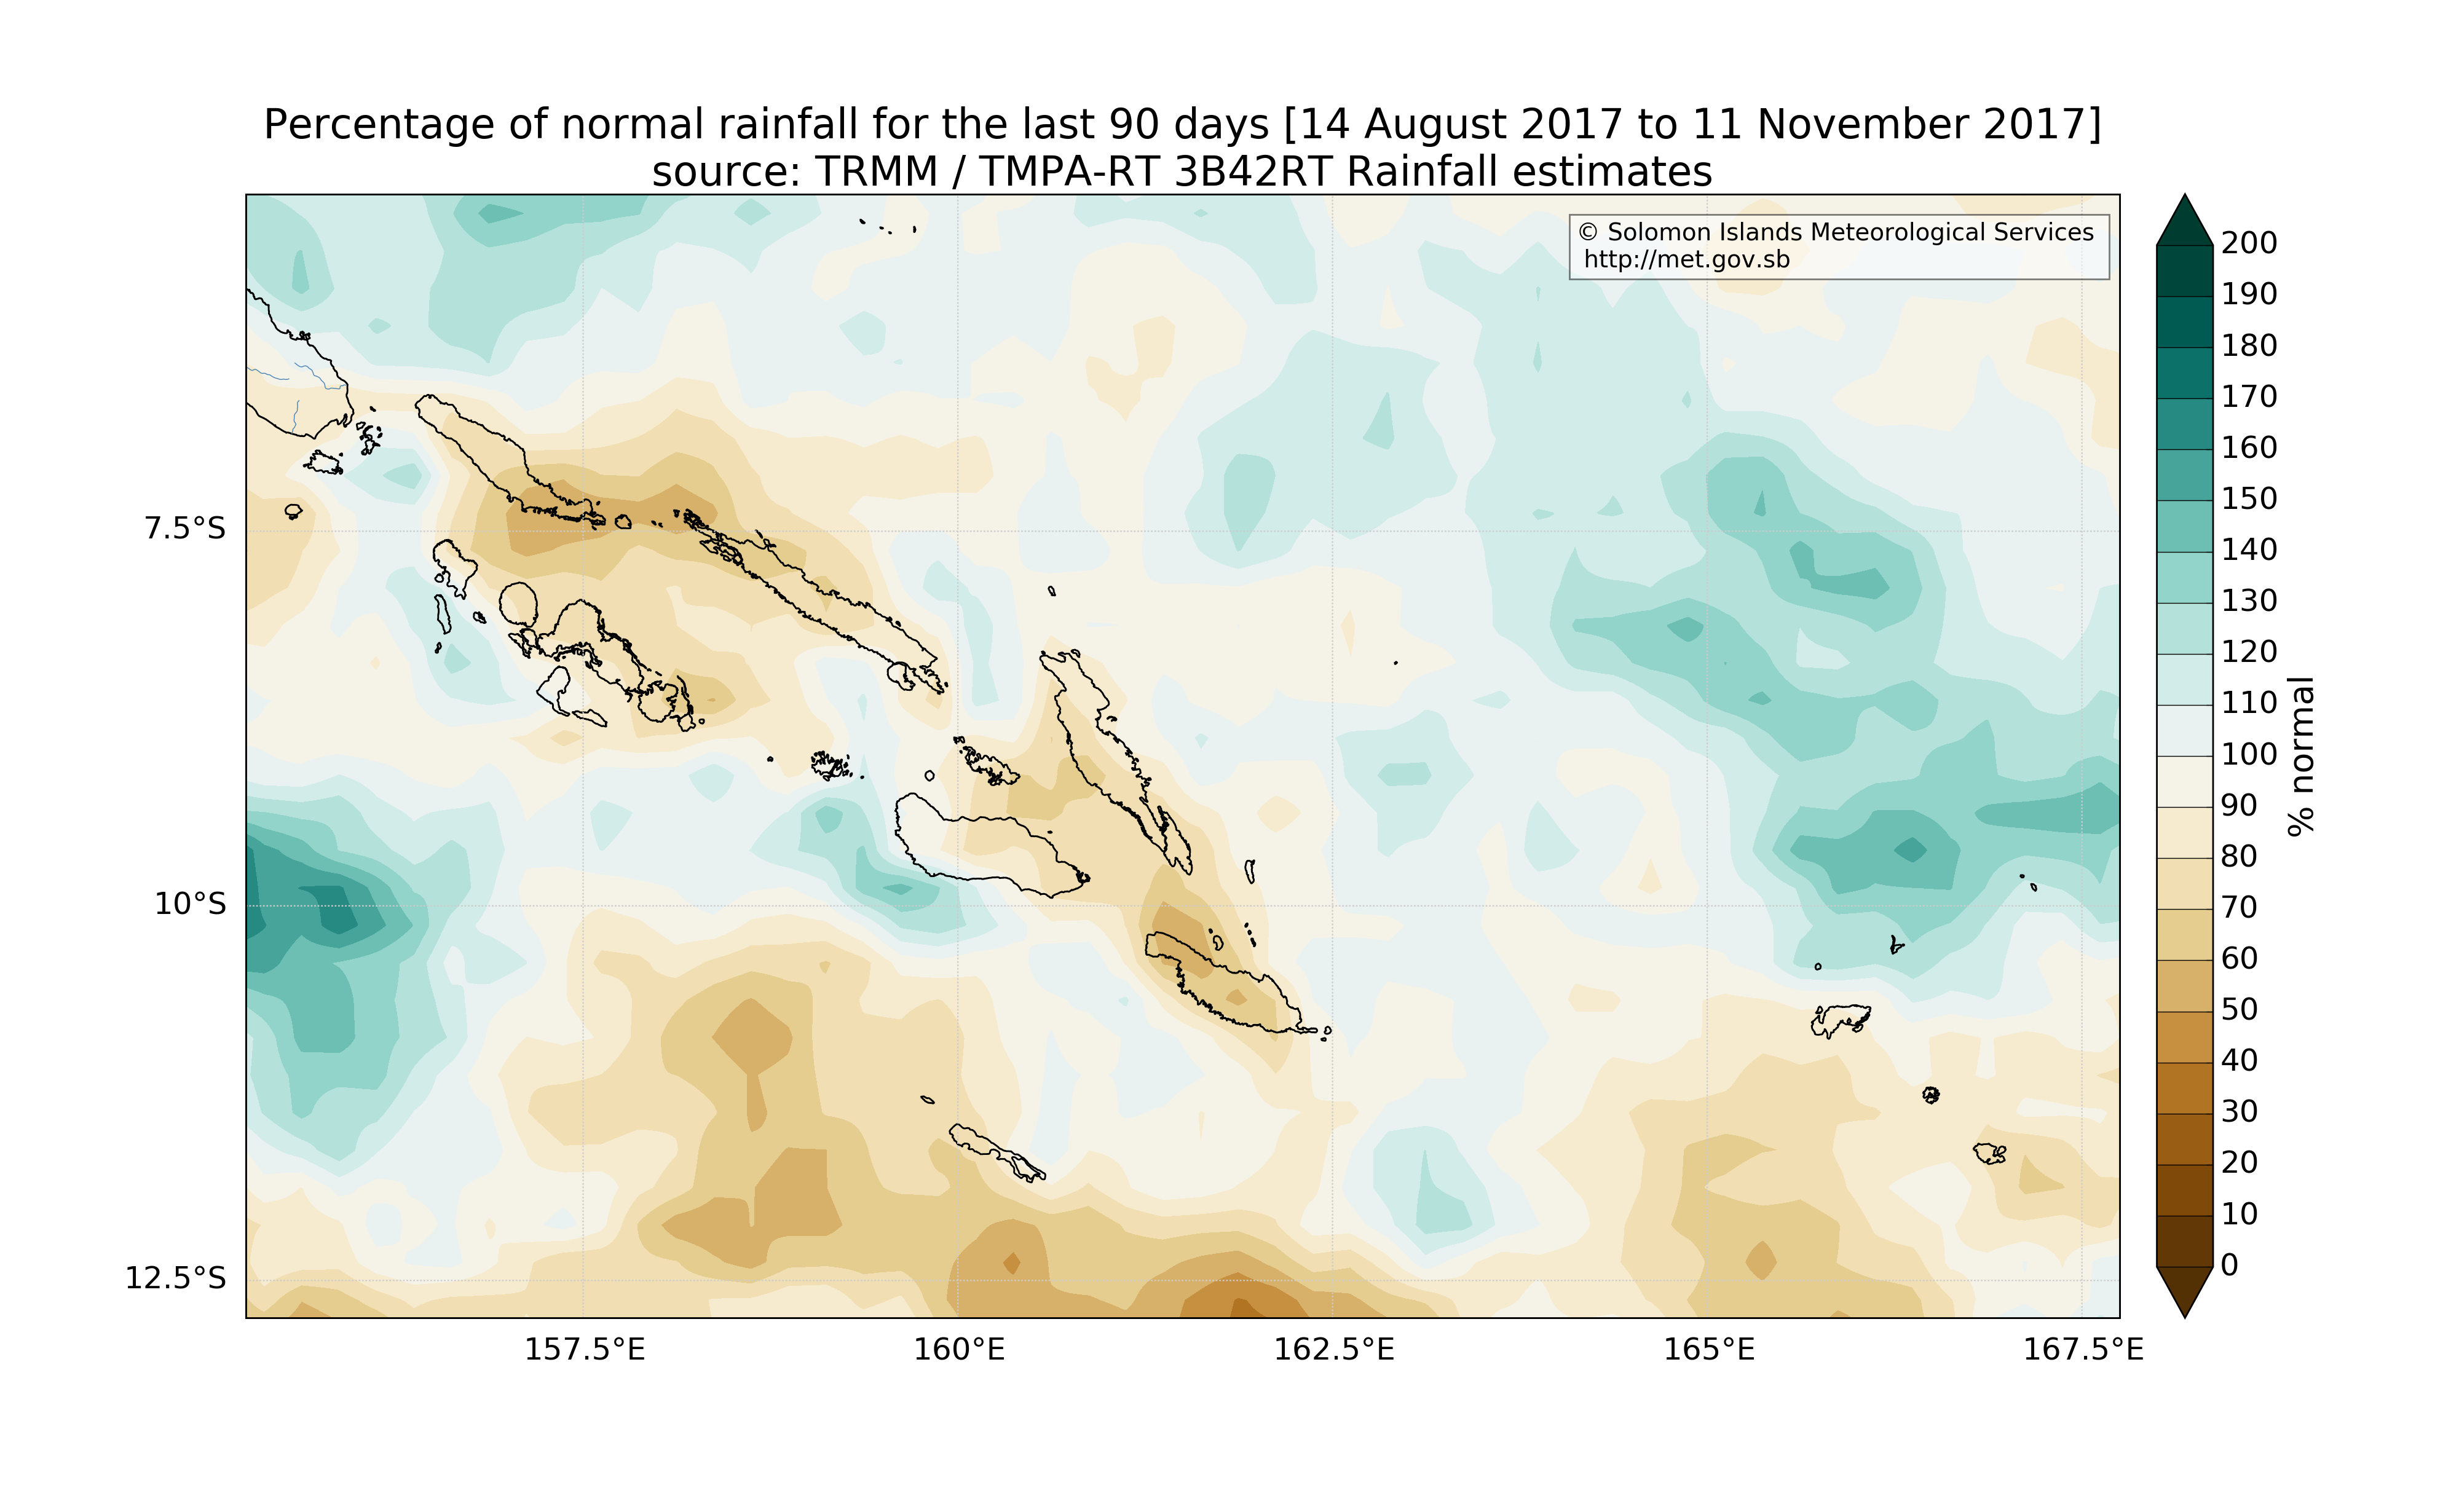 Percentage of normal rainfall for the last 90 days [14 August 2017 to 11 November 2017]
source: TRMM / TMPA-RT 3B42RT Rainfall estimates
© Solomon Islands Meteorological Services
http://met.gov.sb
7.5°S
10°S
12.5°S
157.5°E
160°E
162.5°E
165°E
167.5°E
200
190
180
170
160
150
140
130
120
110
100
90
80
70
60
50
40
30
20
10
0
% normal